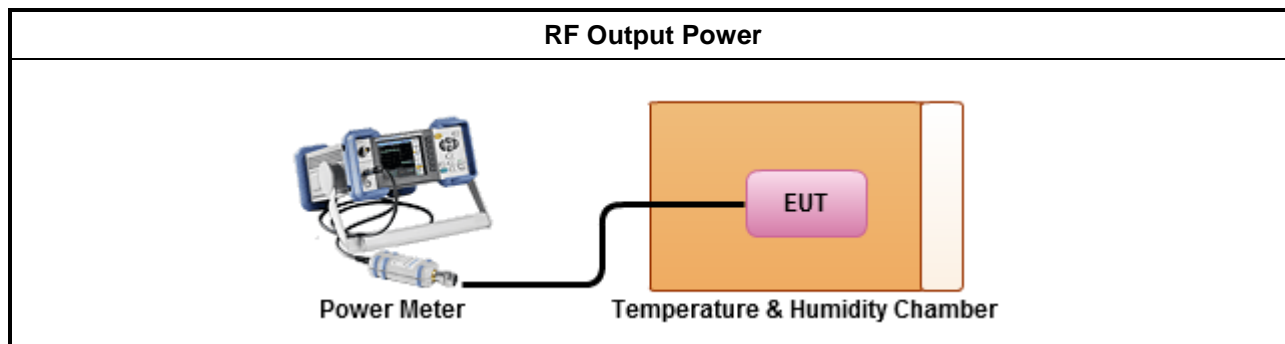 RF Output Power
EUT
Power Meter
Temperature & Humidity Chamber